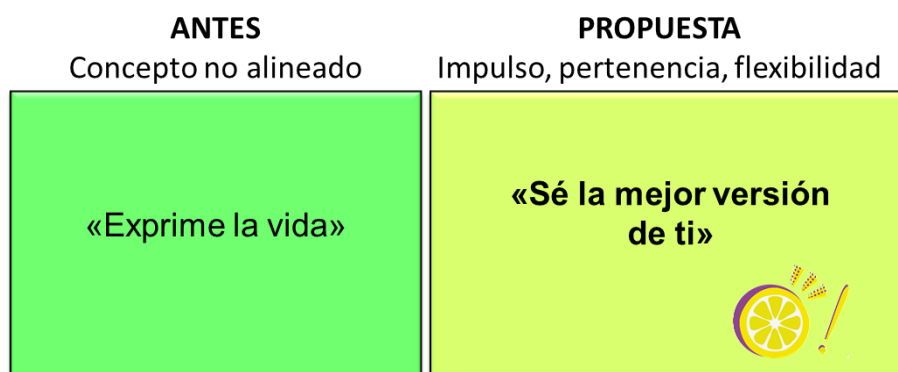 ANTES
Concepto no alineado
«Exprime la vida»
PROPUESTA
Impulso, pertenencia, flexibilidad
«Sé la mejor versión
de ti»